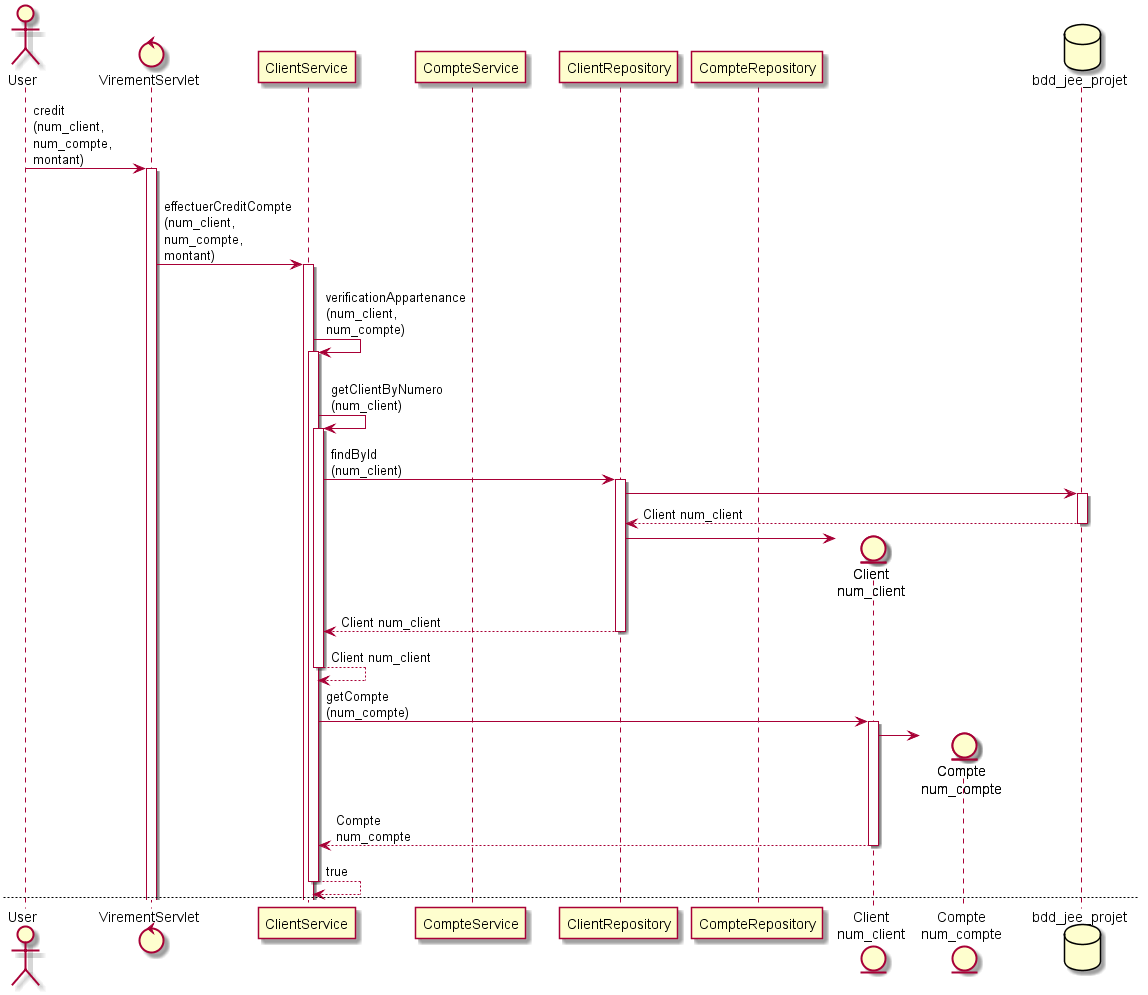 User
VirementServlet
ClientService
CompteService
ClientRepository
CompteRepository
bdd_jee_projet
credit
(num_client,
num_compte,
montant)
effectuerCreditCompte
(num_client,
num_compte,
montant)
verificationAppartenance
(num_client,
num_compte)
getClientByNumero
(num_client)
findById
(num_client)
Client num_client
Client
num_client
Client num_client
Client num_client
getCompte
(num_compte)
Compte
num_compte
Compte
num_compte
true
User
VirementServlet
ClientService
CompteService
ClientRepository
CompteRepository
Client
num_client
Compte
num_compte
bdd_jee_projet